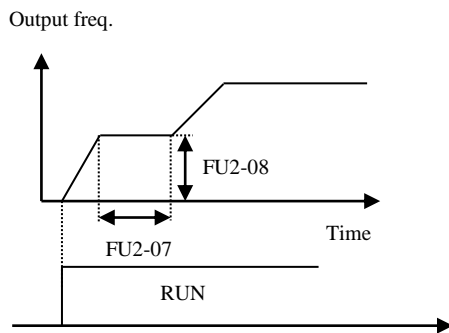 Output freq.
FU2-08
Time
FU2-07
RUN